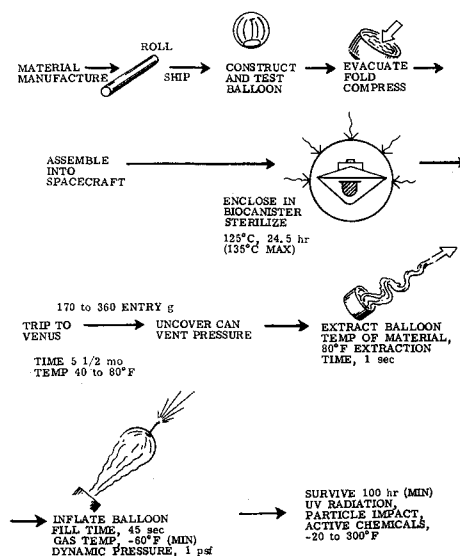 MATERIAL
MANUFACTURE
ROLL
SHIP
CONSTRUCT
AND TEST
BALLOON
EVACUATE
FOLD
COMPRESS
ASSEMBLE
INTO
SPACECRAFT
ENCLOSE IN
BIOCANISTER
STERILIZE
125°C, 24.5 hr
(135°C MAX)
170 to 360 ENTRY g
TRIP TO
VENUS
TIME 5 1/2 mo
TEMP 40 to 80°F
UNCOVER CAN
VENT PRESSURE
EXTRACT BALLOON
TEMP OF MATERIAL,
80°F EXTRACTION
TIME, 1 sec
INFLATE BALLOON
FILL TIME, 45 sec
GAS TEMP, -60°F (MIN)
DYNAMIC PRESSURE, 1 psf
SURVIVE 100 hr (MIN)
UV RADIATION,
PARTICLE IMPACT,
ACTIVE CHEMICALS,
-20 to 300°F